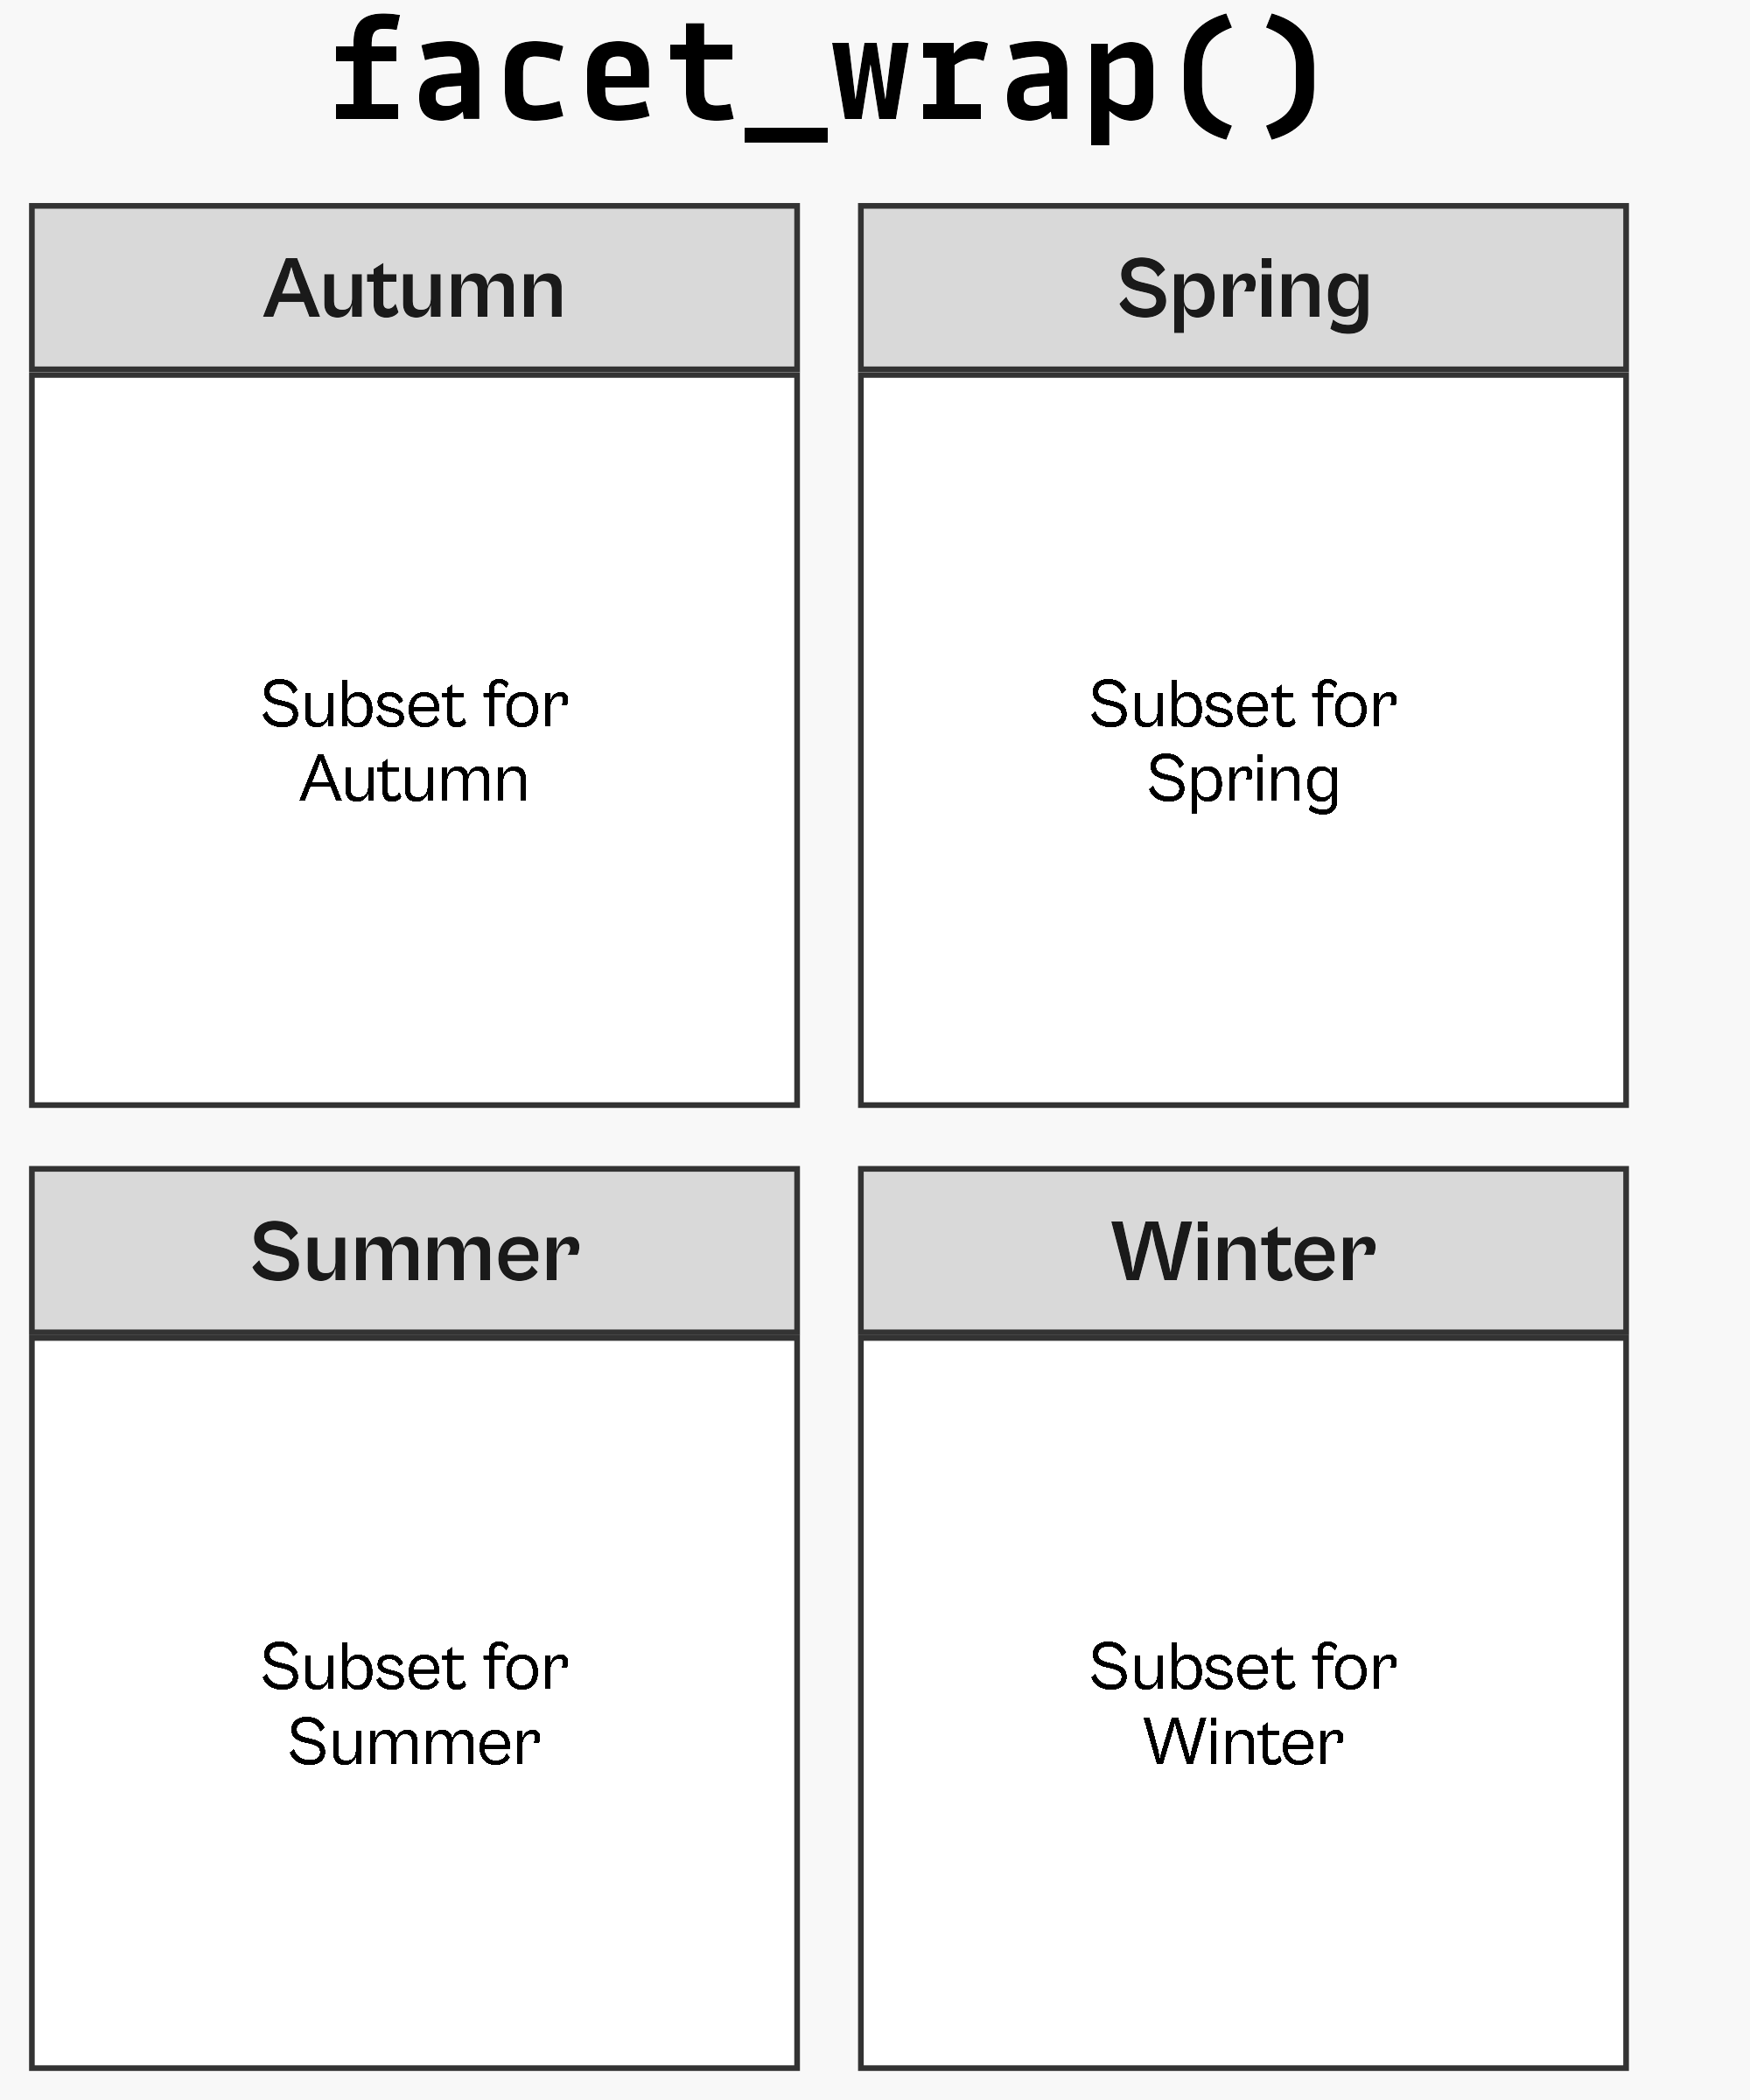 facet_wrap()
Autumn
Spring
Subset for
Autumn
Subset for
Spring
Summer
Winter
Subset for
Summer
Subset for
Winter